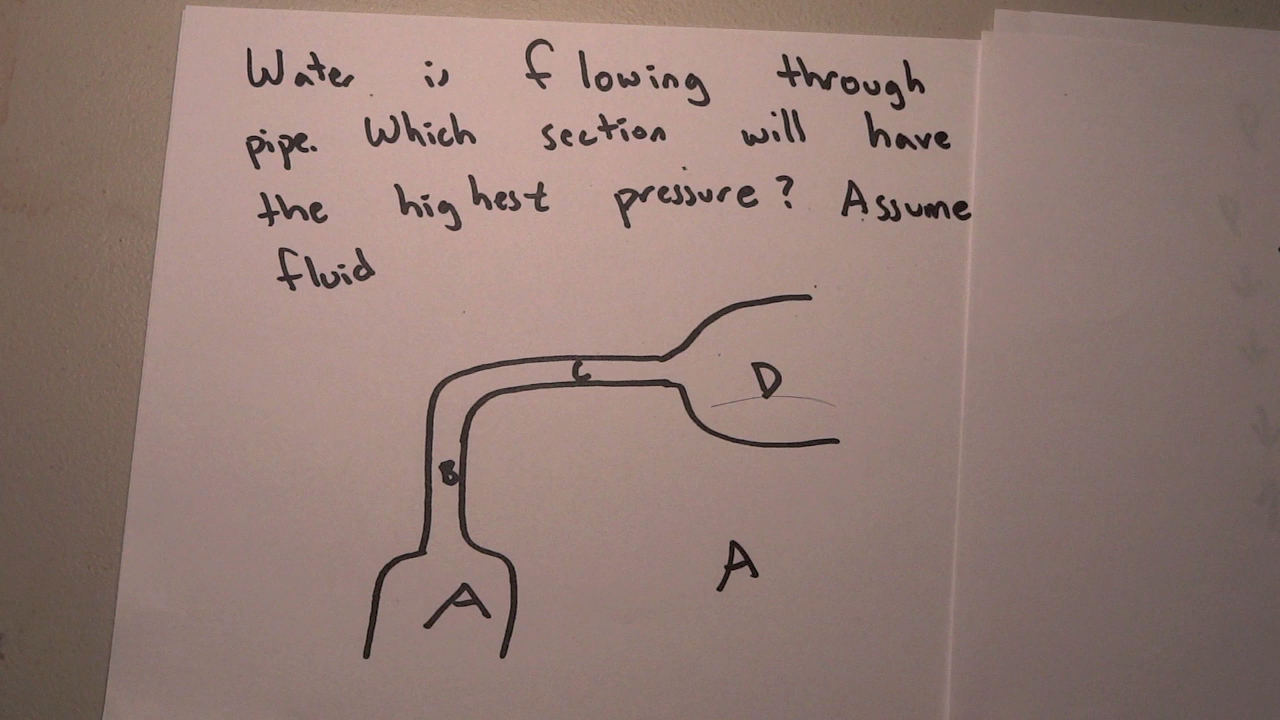 Water is flowing through
pipe. Which section will have
the highest pressure? Assume
fluid
C
D
B
A
A